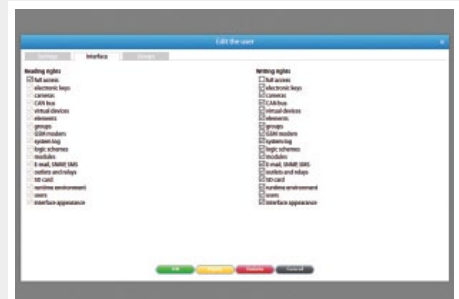 Edit the user
Interface
Reading rights
full access
electronic keys
cameras
CAN bus
virtual devices
elements
groups
GSM modem
system log
logic schemes
modules
E-mail, SNMP, SMS
outlets and relays
SD card
runtime environment
users
interface appearance
Writing rights
full access
electronic keys
cameras
CAN bus
virtual devices
elements
groups
GSM modem
system log
logic schemes
modules
E-mail, SNMP, SMS
outlets and relays
SD card
runtime environment
users
interface appearance
Cancel